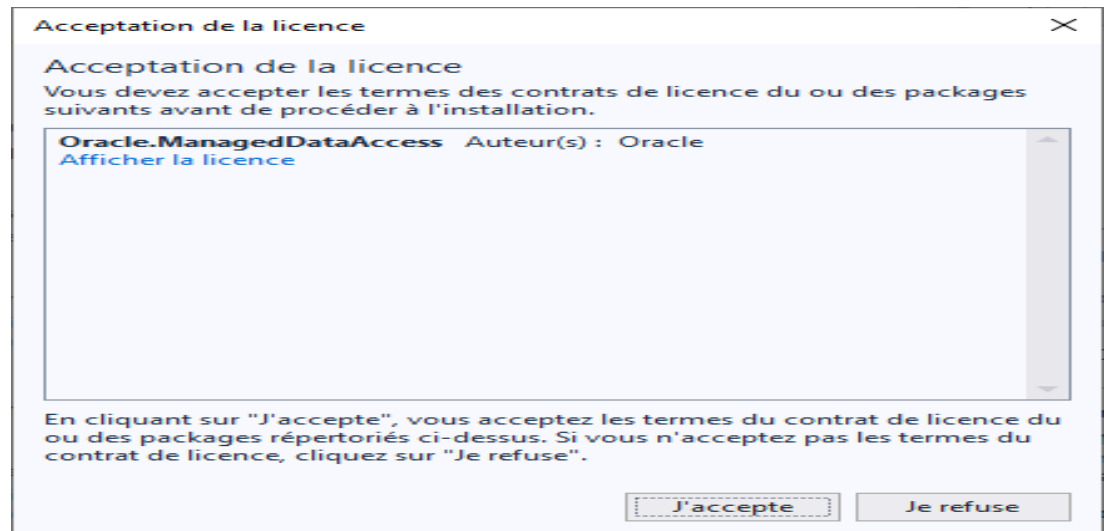 Acceptation de la licence
Acceptation de la licence
Vous devez accepter les termes des contrats de licence du ou des packages
suivants avant de procéder à l'installation.
Oracle.ManagedDataAccess Auteur(s) : Oracle
Afficher la licence
En cliquant sur "J'accepte", vous acceptez les termes du contrat de licence du
ou des packages répertoriés ci-dessus. Si vous n'acceptez pas les termes du
contrat de licence, cliquez sur "Je refuse".
J'accepte Je refuse